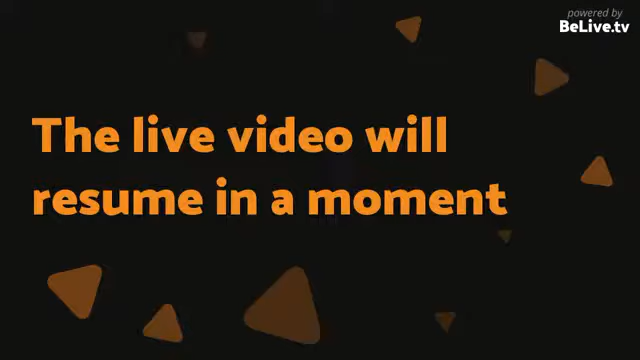 powered by
BeLive.tv
The live video will
resume in a moment